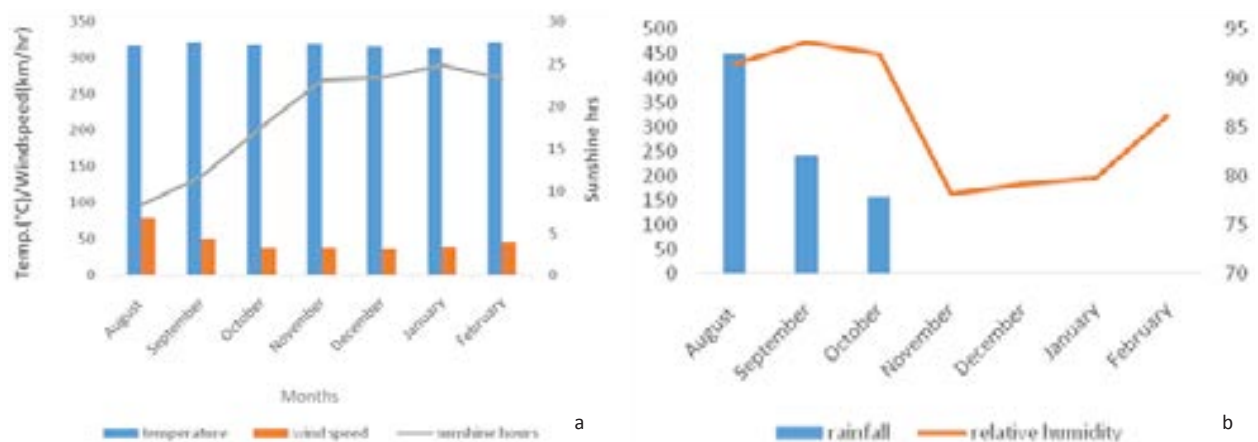 350
300
250
200
150
100
50
0
Temp.(°C)/Windspeed(km/hr)
30
25
20
15
10
5
0
Sunshine hrs
August
September
October
November
December
January
February
Months
temperature
wind speed
sunshine hours
a
500
450
400
350
300
250
200
150
100
50
0
95
90
85
80
75
70
August
September
October
November
December
January
February
rainfall
relative humidity
b